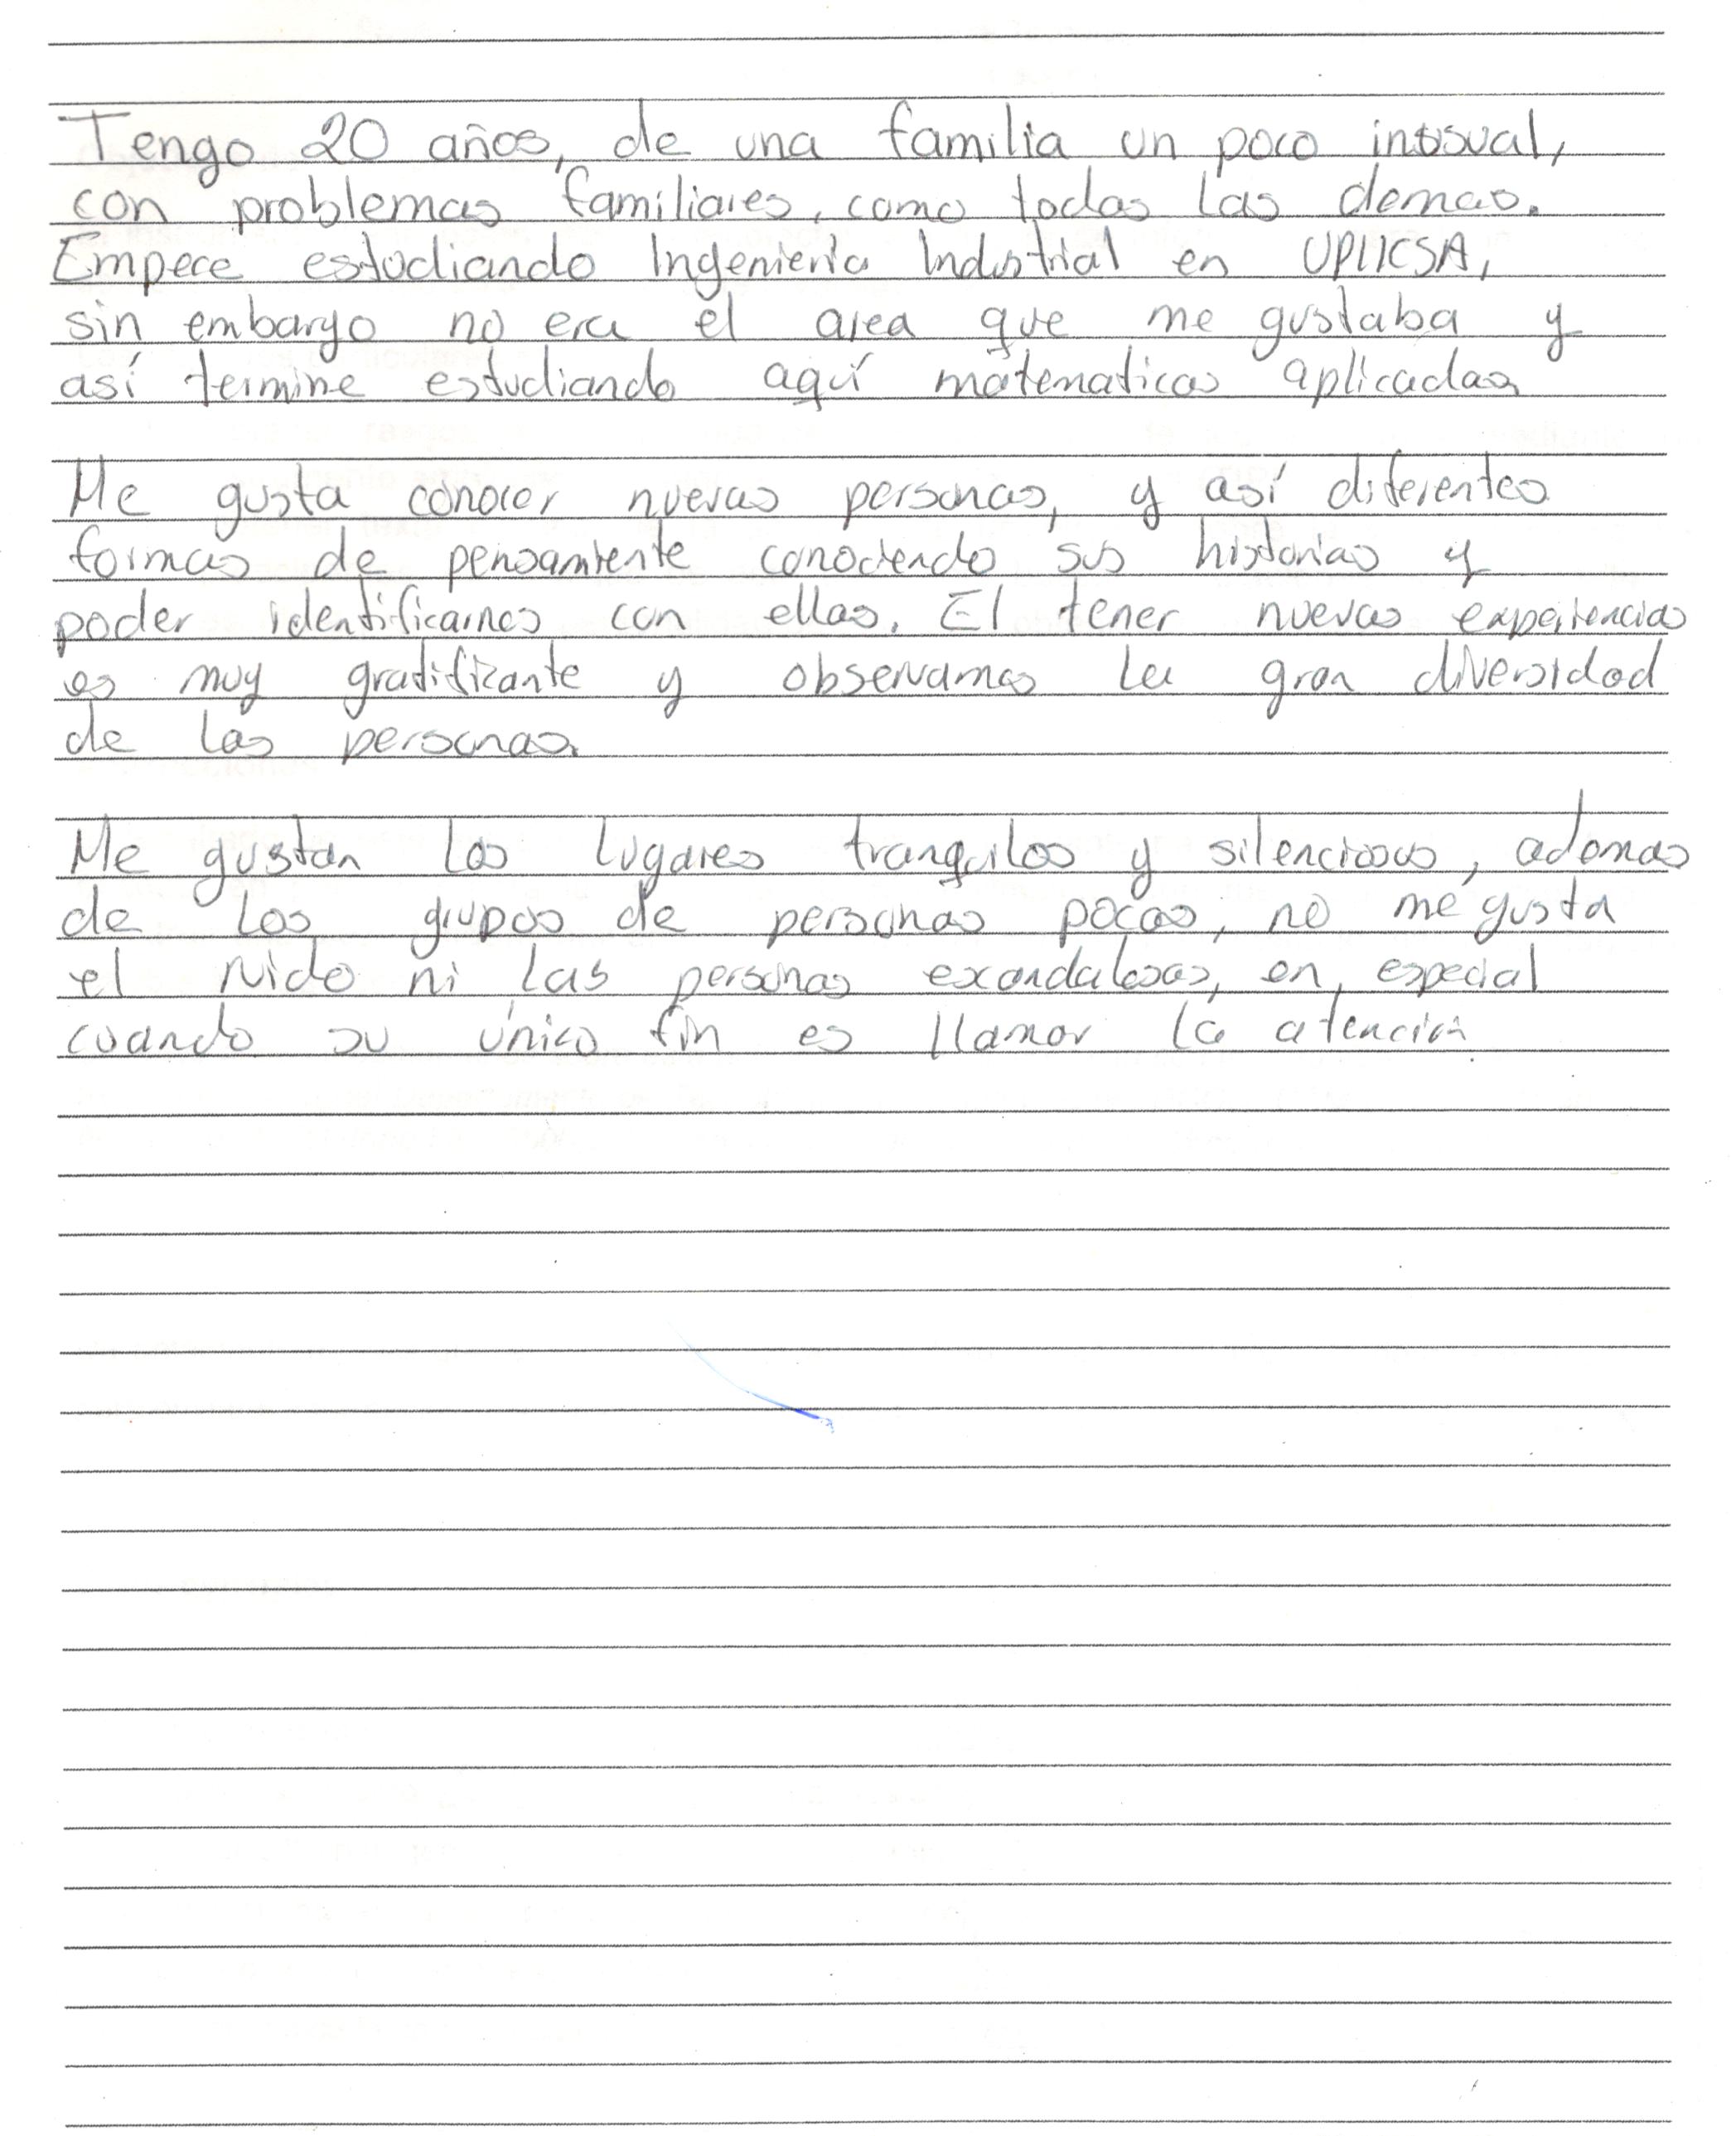 Tengo 20 años, de una familia un poco inusual,
con problemas familiares, como todas las demas.
Empece estudiando Ingeniería Industrial en UPIICSA,
sin embargo no era el area que me gustaba y
así termine estudiando aquí matematicas aplicadas.
Me gusta conocer nuevas personas, y así diferentes
formas de pensamiento conociendo sus historias y
poder identificarnos con ellas. El tener nuevas experiencias
es muy gratificante y observamos la gran diversidad
de las personas.
Me gustan los lugares tranquilos y silenciosos, ademas
de los grupos de personas pocas, no me gusta
el ruido ni las personas excandalosas, en especial
cuando su único fin es llamar la atención.